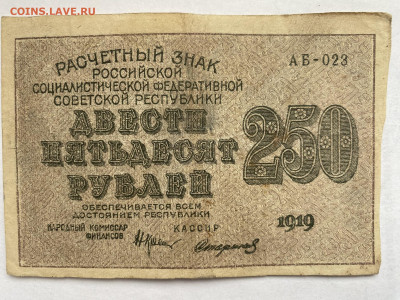 COINS.LAVE.RU
РАСЧЕТНЫЙ ЗНАК
АБ-023
РОССИЙСКОЙ
СОЦИАЛИСТИЧЕСКОЙ ФЕДЕРАТИВНОЙ
СОВЕТСКОЙ РЕСПУБЛИКИ
ДВЕСТИ
ПЯТЬДЕСЯТ
РУБЛЕЙ
250
ОБЕСПЕЧИВАЕТСЯ ВСЕМ
ДОСТОЯНИЕМ РЕСПУБЛИКИ
1919
НАРОДНЫЙ КОМИССАР
ФИНАНСОВ
КАССИР